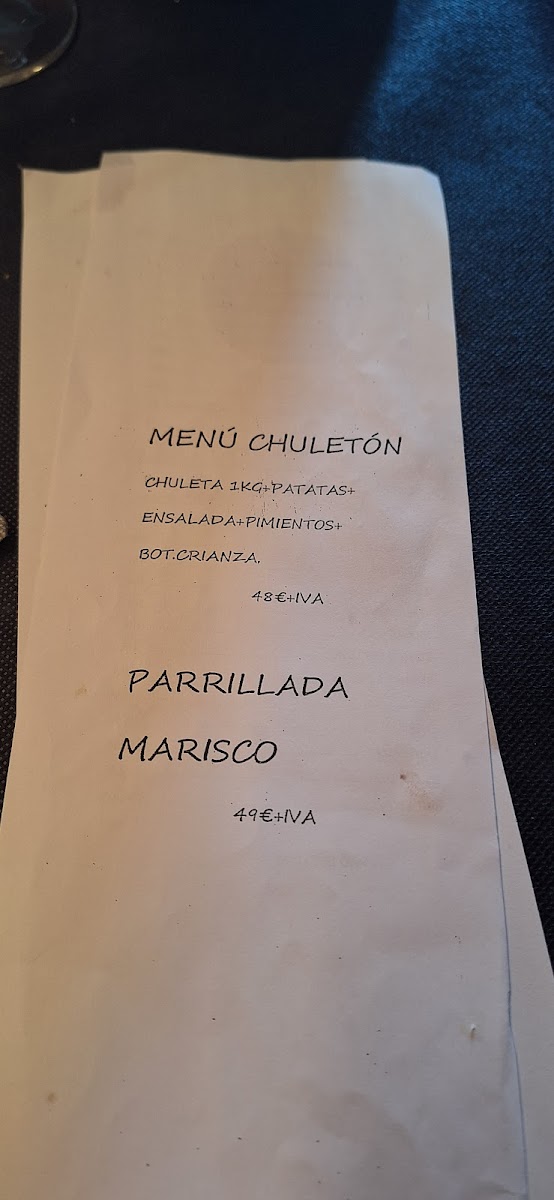 MENÚ CHULETÓN
CHULETA 1KG+PATATAS+
ENSALADA+PIMIENTOS+
BOT.CRIANZA.
48€+IVA
PARRILLADA
MARISCO
49€+IVA